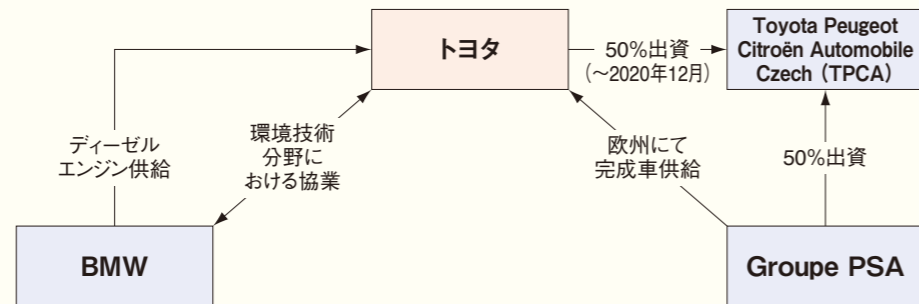 トヨタ
50%出資
（～2020年12月）
Toyota Peugeot
Citroën Automobile
Czech（TPCA）
ディーゼル
エンジン供給
環境技術
分野に
おける協業
欧州にて
完成車供給
50%出資
BMW
Groupe PSA